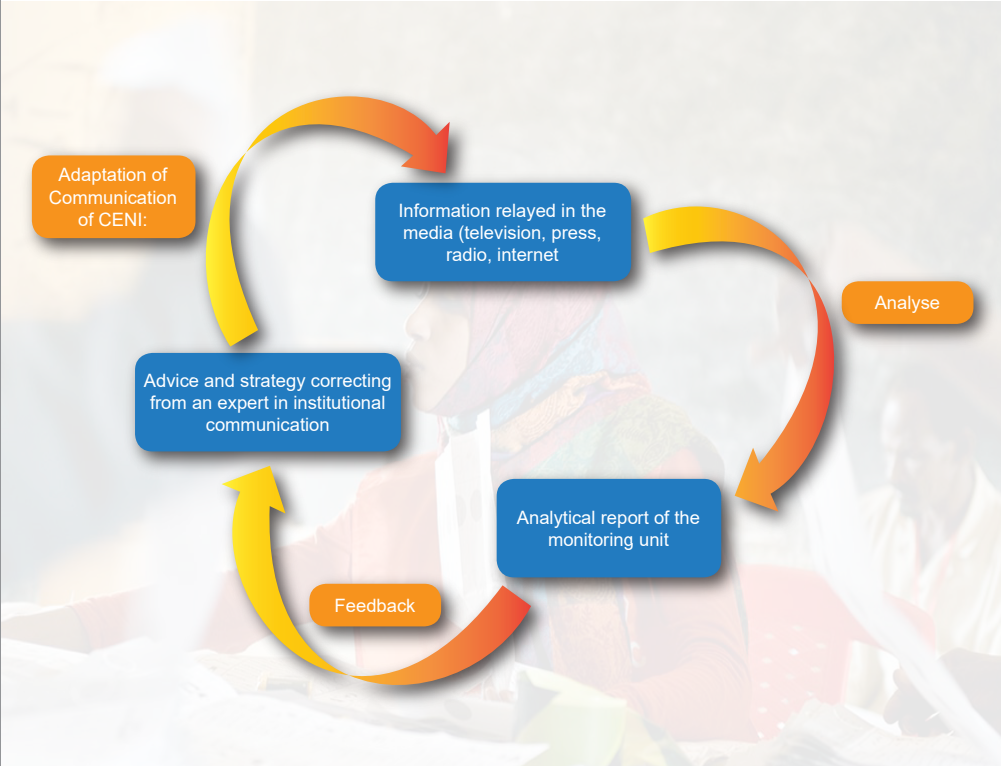 Adaptation of
Communication
of CENI:
Information relayed in the
media (television, press,
radio, internet
Analyse
Advice and strategy correcting
from an expert in institutional
communication
Analytical report of the
monitoring unit
Feedback